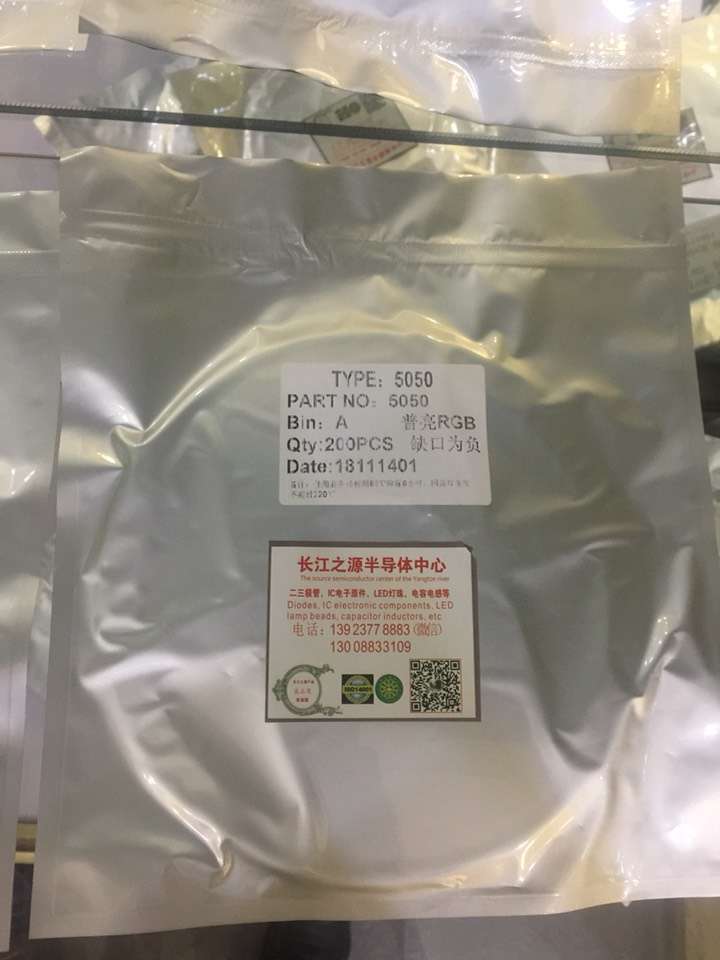 TYPE: 5050
PART NO: 5050
Bin: A 普亮RGB
Qty:200PCS 缺口为负
Date:18111401
长江之源半导体中心
The source semiconductor center of the Yangtze river
二三极管、IC电子原件、LED灯珠、电容电感等
Diodes, IC electronic components, LED
lamp beads, capacitor inductors, etc
电话：139 2377 8883 (微信)
130 0883 3109
ISO14001